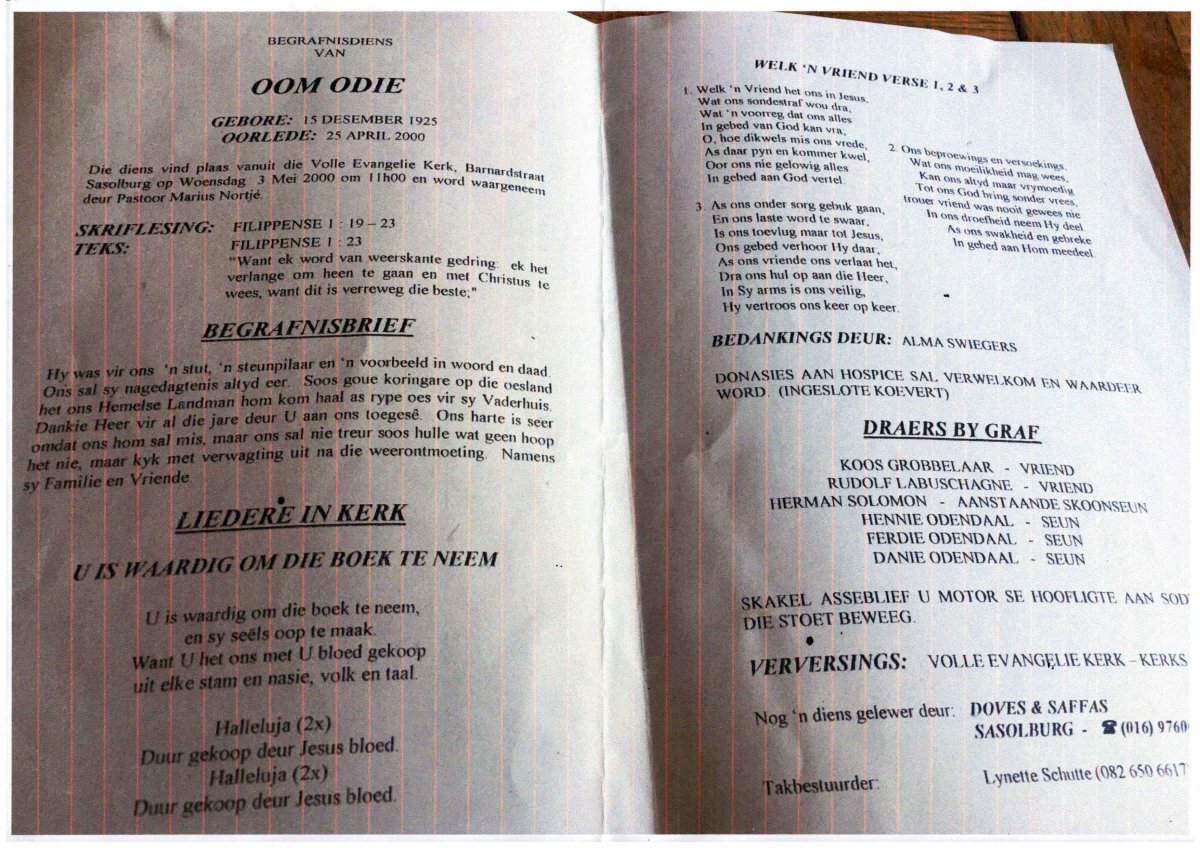 BEGRAFNISDIENS
VAN
OOM ODIE
GEBORE: 15 DESEMBER 1925
OORLEDE: 25 APRIL 2000
Die diens vind plaas vanuit die Volle Evangelie Kerk, Barnardstraat
Sasolburg op Woensdag 3 Mei 2000 om 11h00 en word waargeneem
deur Pastoor Marius Nortjé.
SKRIFLESING: FILIPPENSE 1 : 19 – 23
TEKS: FILIPPENSE 1 : 23
"Want ek word van weerskante gedring: ek het
verlange om heen te gaan en met Christus te
wees, want dit is verreweg die beste;"
BEGRAFNISBRIEF
Hy was vir ons 'n stut, 'n steunpilaar en 'n voorbeeld in woord en daad.
Ons sal sy nagedagtenis altyd eer. Soos goue koringare op die oesland
het ons Hemelse Landman hom kom haal as rype oes vir sy Vaderhuis.
Dankie Heer vir al die jare deur U aan ons toegesê. Ons harte is seer
omdat ons hom sal mis, maar ons sal nie treur soos hulle wat geen hoop
het nie, maar kyk met verwagting uit na die weerontmoeting. Namens
sy Familie en Vriende.
LIEDERE IN KERK
U IS WAARDIG OM DIE BOEK TE NEEM
U is waardig om die boek te neem,
en sy seëls oop te maak.
Want U het ons met U bloed gekoop
uit elke stam en nasie, volk en taal.
Halleluja (2x)
Duur gekoop deur Jesus bloed.
Halleluja (2x)
Duur gekoop deur Jesus bloed.
WELK 'N VRIEND VERSE 1, 2 & 3
1. Welk 'n Vriend het ons in Jesus,
Wat ons sondestraf wou dra,
Wat 'n voorreg dat ons alles
In gebed van God kan vra,
O, hoe dikwels mis ons vrede,
As daar pyn en kommer kwel,
Oor ons nie gelowig alles
In gebed aan God vertel.
2. Ons beproewings en versoekings,
Wat ons moeilikheid mag wees,
Kan ons altyd maar vrymoedig
Tot ons God bring sonder vrees.
trouer vriend was nooit gewees nie
In ons droefheid neem Hy deel
As ons swakheid en gebreke
In gebed aan Hom meedeel.
3. As ons onder sorg gebuk gaan,
En ons laste word te swaar,
Is ons toevlug maar tot Jesus,
Ons gebed verhoor Hy daar,
As ons vriende ons verlaat het,
Dra ons hul op aan die Heer,
In Sy arms is ons veilig,
Hy vertroos ons keer op keer.
BEDANKINGS DEUR: ALMA SWIEGERS
DONASIES AAN HOSPICE SAL VERWELKOM EN WAARDEER
WORD. (INGESLOTE KOEVERT)
DRAERS BY GRAF
KOOS GROBBELAAR - VRIEND
RUDOLF LABUSCHAGNE - VRIEND
HERMAN SOLOMON - AANSTAANDE SKOONSEUN
HENNIE ODENDAAL - SEUN
FERDIE ODENDAAL - SEUN
DANIE ODENDAAL - SEUN
SKAKEL ASSEBLIEF U MOTOR SE HOOFLIGTE AAN SOD
DIE STOET BEWEEG.
VERVERSINGS: VOLLE EVANGELIE KERK – KERKS
Nog 'n diens gelewer deur: DOVES & SAFFAS
SASOLBURG - ☎ (016) 9760
Takbestuurder: Lynette Schutte (082 650 6617